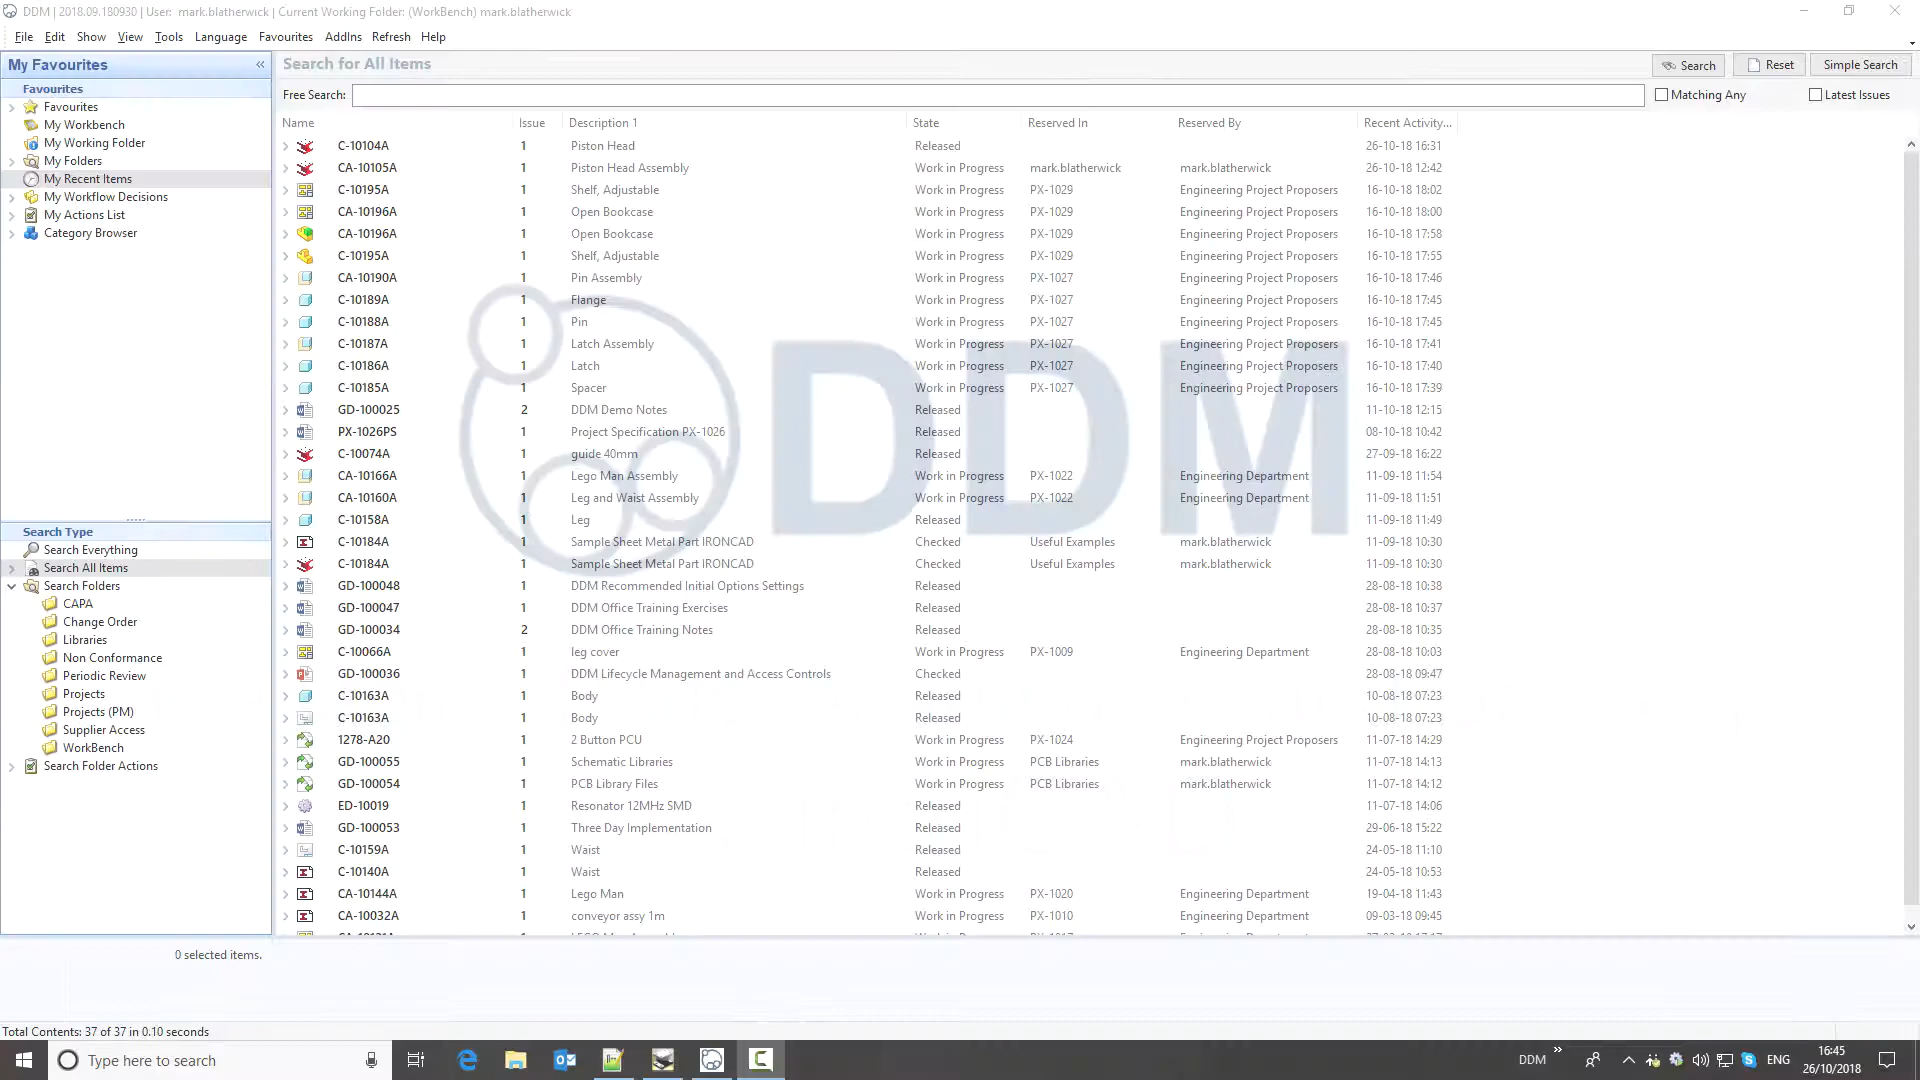 DDM | 2018.09.180930 | User: mark.blatherwick | Current Working Folder: (WorkBench) mark.blatherwick
File Edit Show View Tools Language Favourites AddIns Refresh Help
My Favourites «
Favourites
Favourites
My Workbench
My Working Folder
My Folders
My Recent Items
My Workflow Decisions
My Actions List
Category Browser
Search Type
Search Everything
Search All Items
Search Folders
CAPA
Change Order
Libraries
Non Conformance
Periodic Review
Projects
Projects (PM)
Supplier Access
WorkBench
Search Folder Actions
Search for All Items Search Reset Simple Search
Free Search: Matching Any Latest Issues
Name Issue Description 1 State Reserved In Reserved By Recent Activity...
C-10104A 1 Piston Head Released 26-10-18 16:31
CA-10105A 1 Piston Head Assembly Work in Progress mark.blatherwick mark.blatherwick 26-10-18 12:42
C-10195A 1 Shelf, Adjustable Work in Progress PX-1029 Engineering Project Proposers 16-10-18 18:02
CA-10196A 1 Open Bookcase Work in Progress PX-1029 Engineering Project Proposers 16-10-18 18:00
CA-10196A 1 Open Bookcase Work in Progress PX-1029 Engineering Project Proposers 16-10-18 17:58
C-10195A 1 Shelf, Adjustable Work in Progress PX-1029 Engineering Project Proposers 16-10-18 17:55
CA-10190A 1 Pin Assembly Work in Progress PX-1027 Engineering Project Proposers 16-10-18 17:46
C-10189A 1 Flange Work in Progress PX-1027 Engineering Project Proposers 16-10-18 17:45
C-10188A 1 Pin Work in Progress PX-1027 Engineering Project Proposers 16-10-18 17:45
C-10187A 1 Latch Assembly Work in Progress PX-1027 Engineering Project Proposers 16-10-18 17:41
C-10186A 1 Latch Work in Progress PX-1027 Engineering Project Proposers 16-10-18 17:40
C-10185A 1 Spacer Work in Progress PX-1027 Engineering Project Proposers 16-10-18 17:39
GD-100025 2 DDM Demo Notes Released 11-10-18 12:15
PX-1026PS 1 Project Specification PX-1026 Released 08-10-18 10:42
C-10074A 1 guide 40mm Released 27-09-18 16:22
CA-10166A 1 Lego Man Assembly Work in Progress PX-1022 Engineering Department 11-09-18 11:54
CA-10160A 1 Leg and Waist Assembly Work in Progress PX-1022 Engineering Department 11-09-18 11:51
C-10158A 1 Leg Released 11-09-18 11:49
C-10184A 1 Sample Sheet Metal Part IRONCAD Checked Useful Examples mark.blatherwick 11-09-18 10:30
C-10184A 1 Sample Sheet Metal Part IRONCAD Checked Useful Examples mark.blatherwick 11-09-18 10:30
GD-100048 1 DDM Recommended Initial Options Settings Released 28-08-18 10:38
GD-100047 1 DDM Office Training Exercises Released 28-08-18 10:37
GD-100034 2 DDM Office Training Notes Released 28-08-18 10:35
C-10066A 1 leg cover Work in Progress PX-1009 Engineering Department 28-08-18 10:03
GD-100036 1 DDM Lifecycle Management and Access Controls Checked 28-08-18 09:47
C-10163A 1 Body Released 10-08-18 07:23
C-10163A 1 Body Released 10-08-18 07:23
1278-A20 1 2 Button PCU Work in Progress PX-1024 Engineering Project Proposers 11-07-18 14:29
GD-100055 1 Schematic Libraries Work in Progress PCB Libraries mark.blatherwick 11-07-18 14:13
GD-100054 1 PCB Library Files Work in Progress PCB Libraries mark.blatherwick 11-07-18 14:12
ED-10019 1 Resonator 12MHz SMD Released 11-07-18 14:06
GD-100053 1 Three Day Implementation Released 29-06-18 15:22
C-10159A 1 Waist Released 24-05-18 11:10
C-10140A 1 Waist Released 24-05-18 10:53
CA-10144A 1 Lego Man Work in Progress PX-1020 Engineering Department 19-04-18 11:43
CA-10032A 1 conveyor assy 1m Work in Progress PX-1010 Engineering Department 09-03-18 09:45
DDM
0 selected items.
Total Contents: 37 of 37 in 0.10 seconds
Type here to search DDM » ENG 16:45
26/10/2018